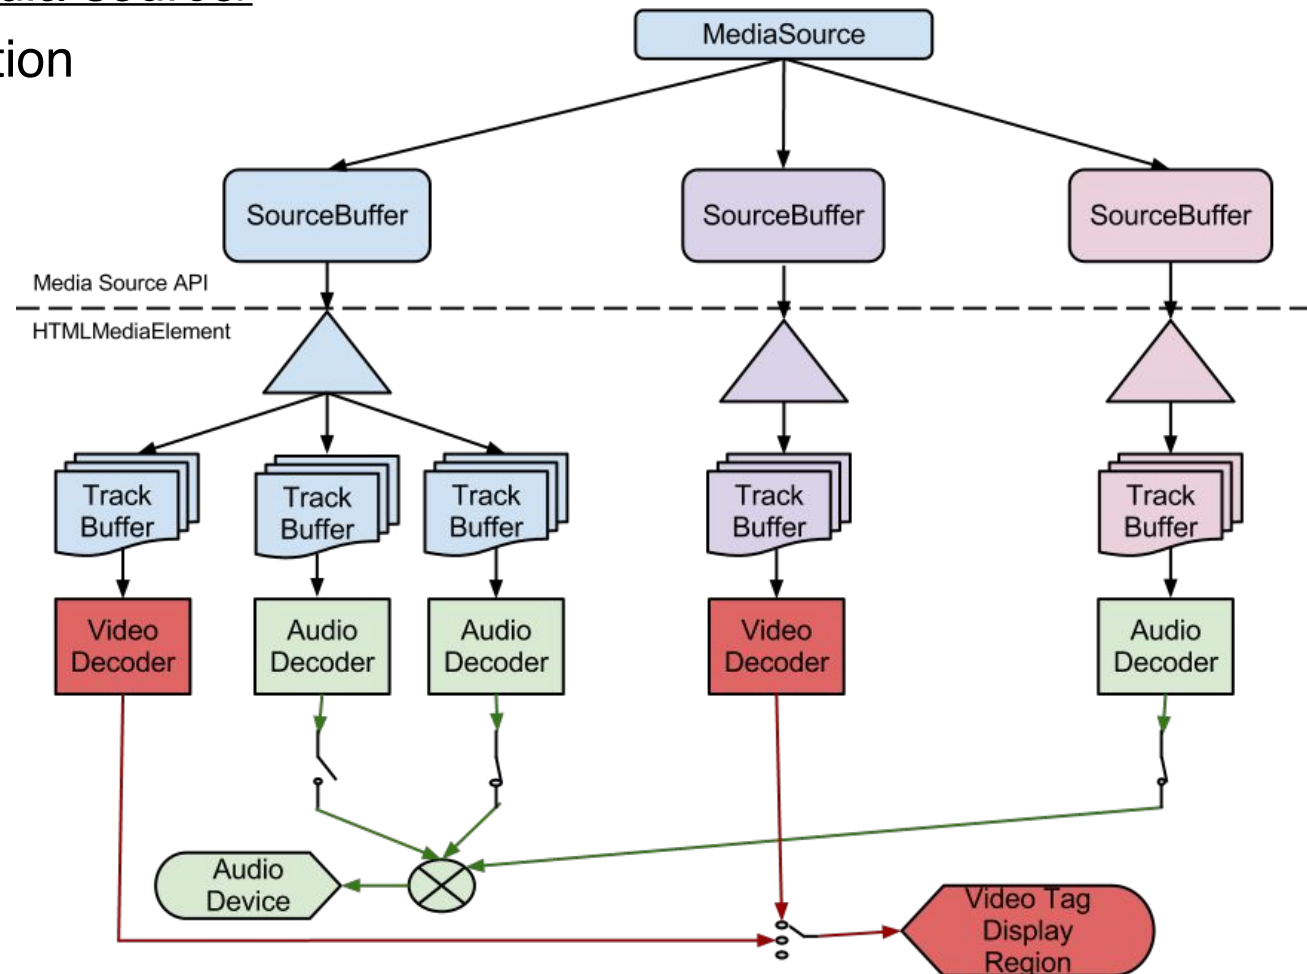 tion
MediaSource
SourceBuffer
SourceBuffer
SourceBuffer
Media Source API
HTMLMediaElement
Track
Buffer
Track
Buffer
Track
Buffer
Track
Buffer
Track
Buffer
Video
Decoder
Audio
Decoder
Audio
Decoder
Video
Decoder
Audio
Decoder
Audio
Device
Video Tag
Display
Region